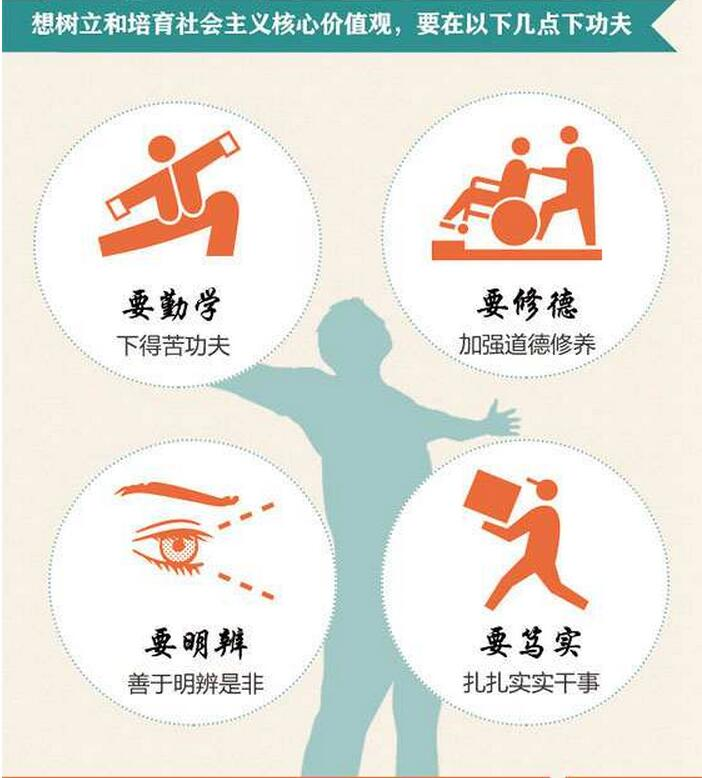 想树立和培育社会主义核心价值观，要在以下几点下功夫
要勤学
下得苦功夫
要修德
加强道德修养
要明辨
善于明辨是非
要笃实
扎扎实实干事